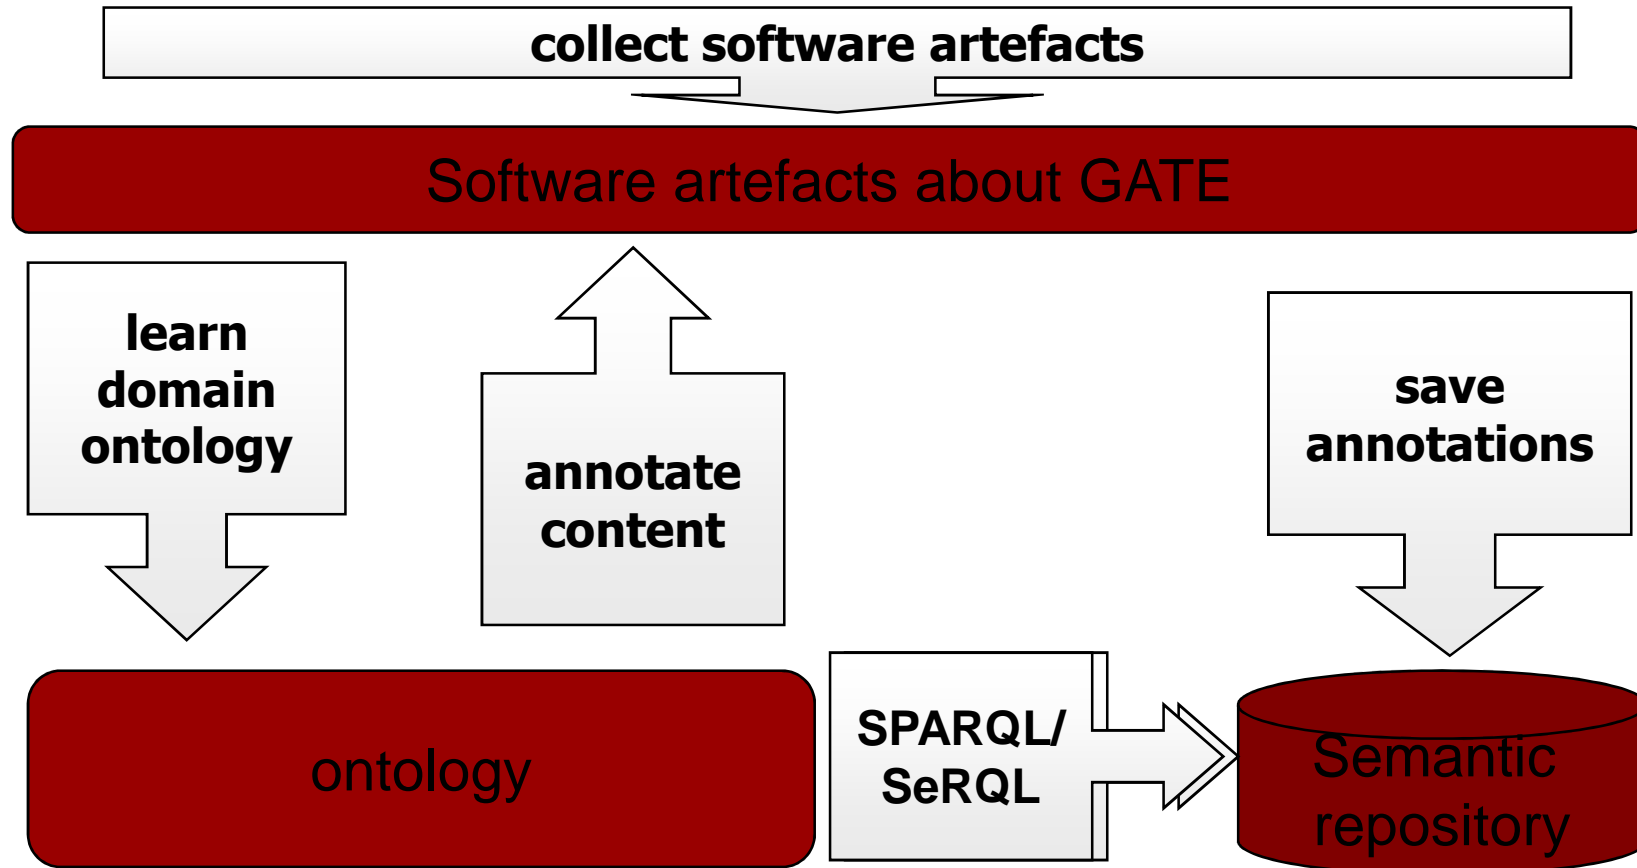 collect software artefacts
Software artefacts about GATE
learn
domain
ontology
annotate
content
save
annotations
ontology
SPARQL/
SeRQL
Semantic
repository